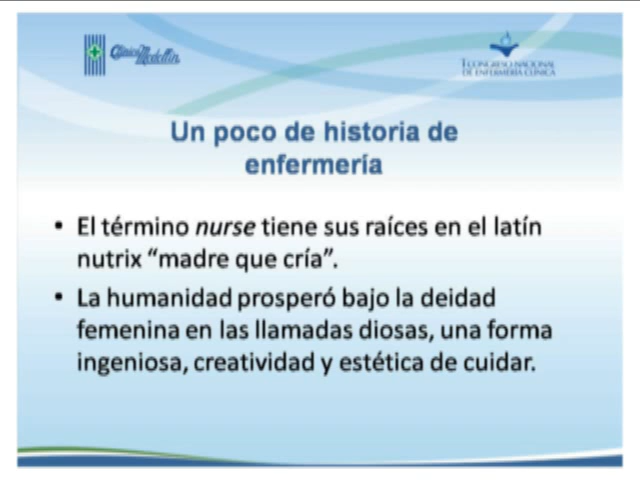 Clínica Medellín
I CONGRESO NACIONAL
DE ENFERMERÍA CLÍNICA
Un poco de historia de
enfermería
• El término nurse tiene sus raíces en el latín
nutrix “madre que cría”.
• La humanidad prosperó bajo la deidad
femenina en las llamadas diosas, una forma
ingeniosa, creatividad y estética de cuidar.